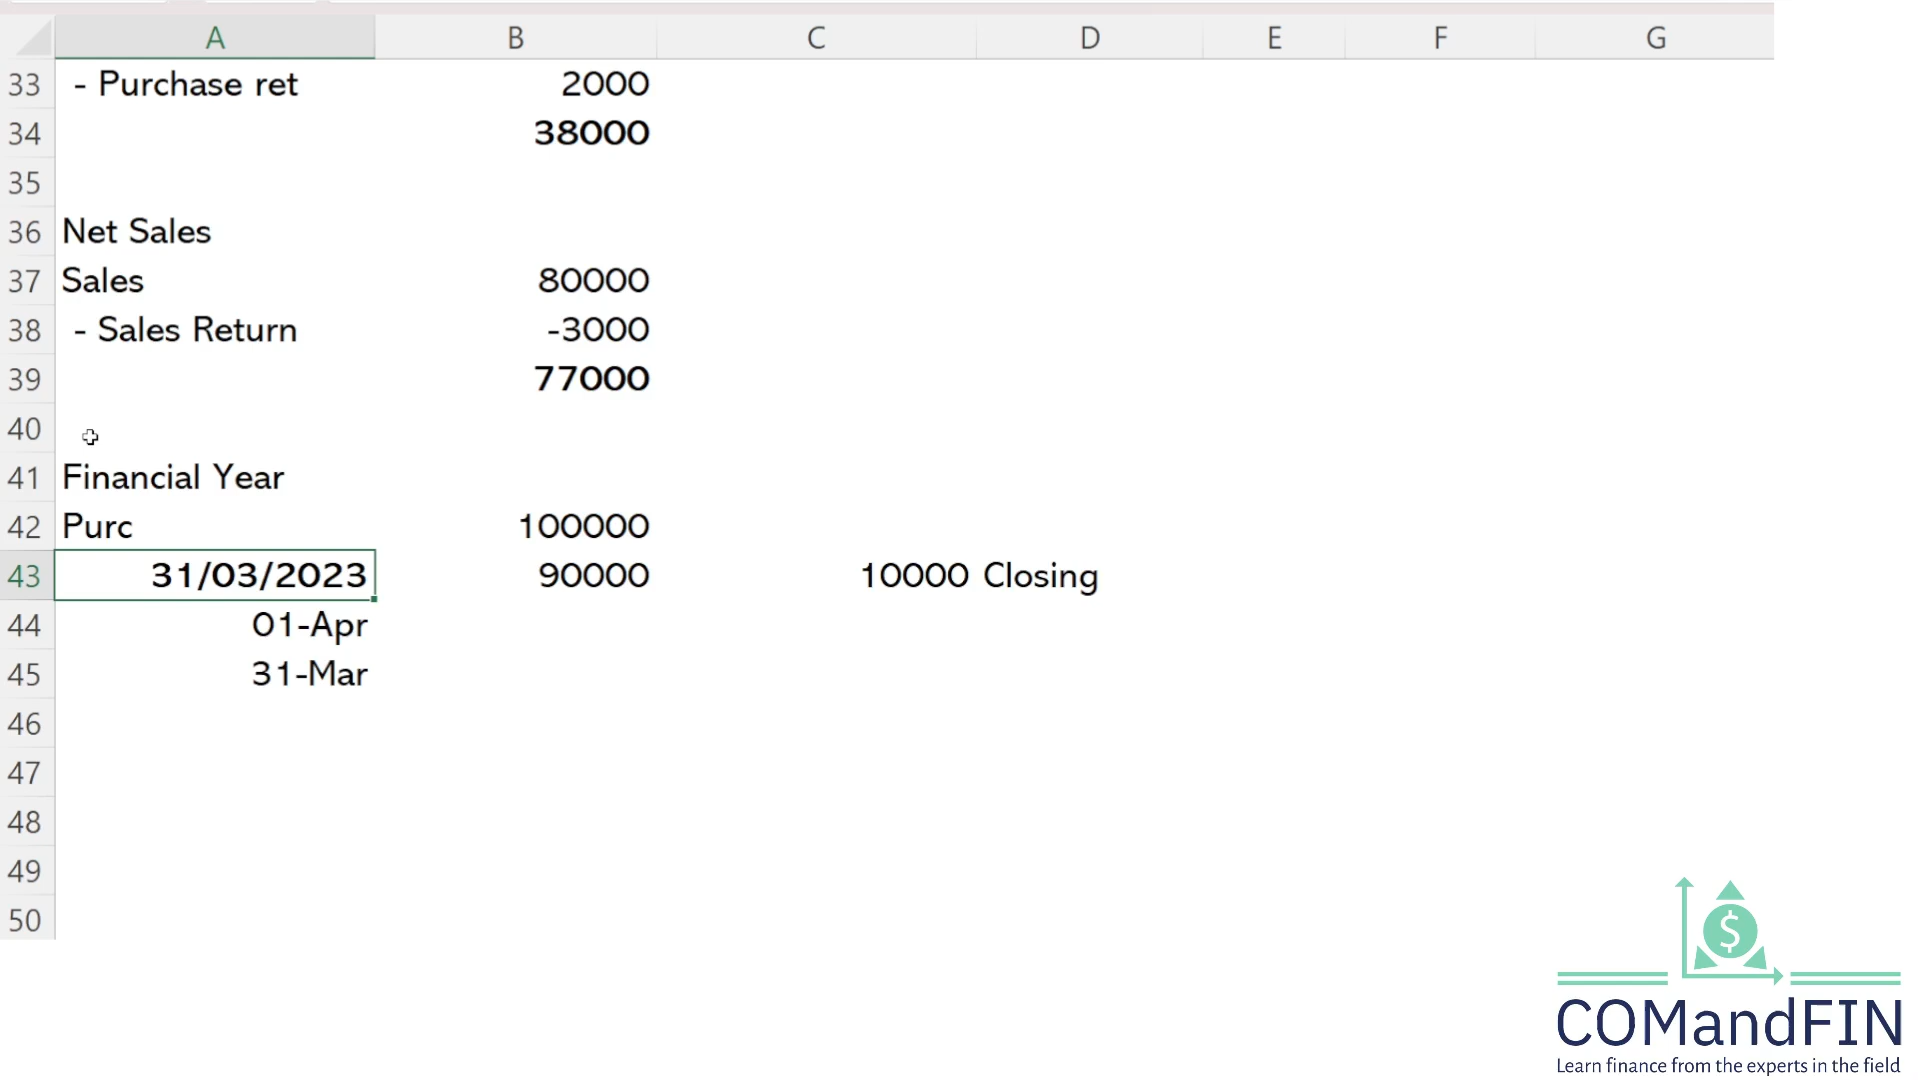 A B C D E F G
33 - Purchase ret 2000
34 38000
35
36 Net Sales
37 Sales 80000
38 - Sales Return -3000
39 77000
40
41 Financial Year
42 Purc 100000
43 31/03/2023 90000 10000 Closing
44 01-Apr
45 31-Mar
46
47
48
49
50
$
COMandFIN
Learn finance from the experts in the field